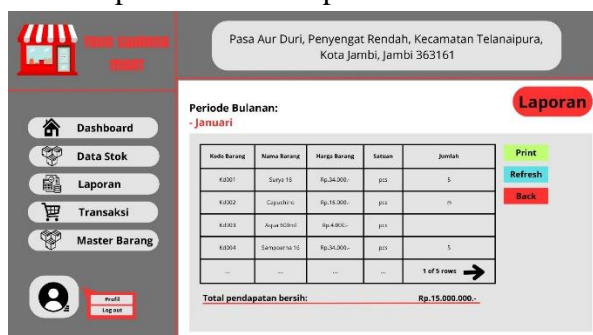 Pasa Aur Duri, Penyengat Rendah, Kecamatan Telanaipura,
Kota Jambi, Jambi 363161
Laporan
Periode Bulanan:
- Januari
Dashboard
Data Stok
Laporan
Transaksi
Master Barang
Profil
Log out
Kode Barang Nama Barang Harga Barang Satuan Jumlah
Kd001 Surya 16 Rp.34.000,- pcs 5
Kd002 Capuchino Rp.16.000,- pcs
Kd003 Aqua 500ml Rp.4.000,- pcs
Kd004 Sampoerna 16 Rp.34.000,- pcs 5
... ... ... ... 1 of 5 rows
Print
Refresh
Back
Total pendapatan bersih: Rp.15.000.000.-